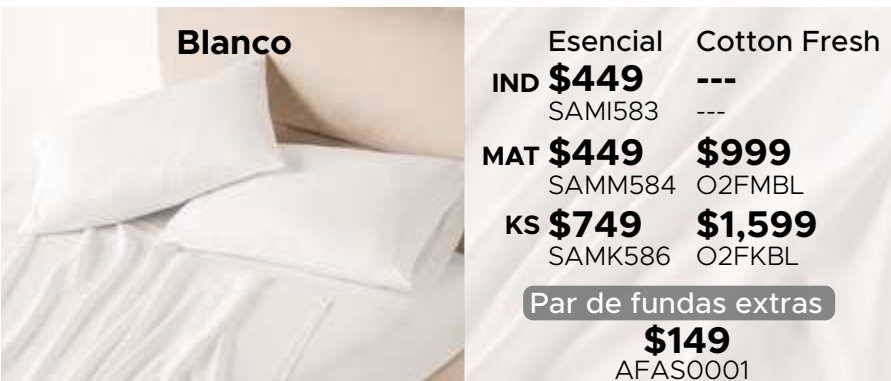 Blanco
Esencial Cotton Fresh
IND $449 ---
SAMI583 ---
MAT $449 $999
SAMM584 O2FMBL
KS $749 $1,599
SAMK586 O2FKBL
Par de fundas extras
$149
AFAS0001